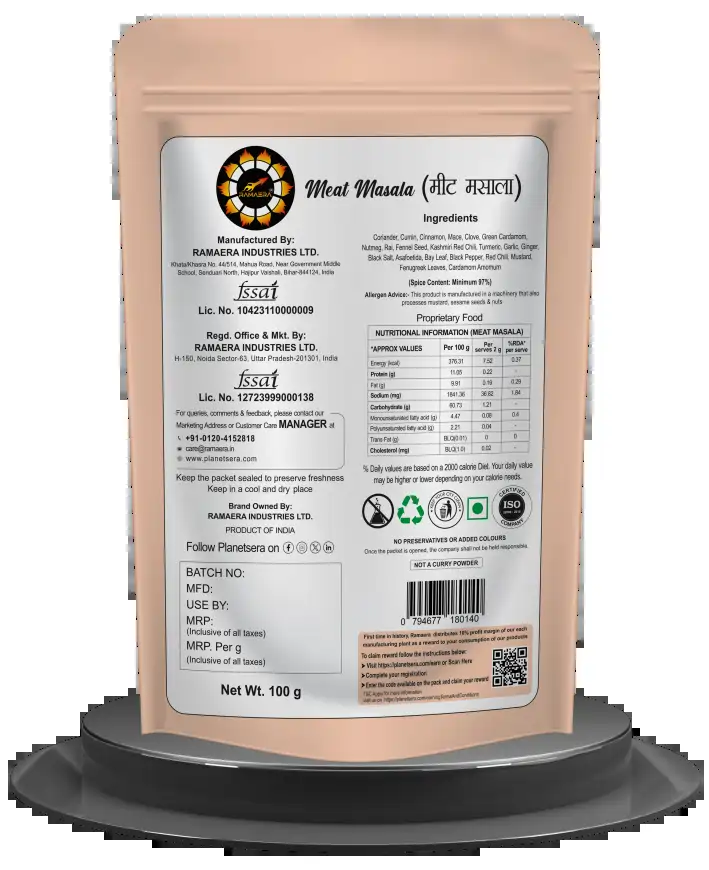 RAMAERA
Meat Masala (मीट मसाला)
Manufactured By:
RAMAERA INDUSTRIES LTD.
Khata/Khasra No. 44/514, Mahua Road, Near Government Middle
School, Senduari North, Hajipur Vaishali, Bihar-844124, India
fssai
Lic. No. 10423110000009
Regd. Office & Mkt. By:
RAMAERA INDUSTRIES LTD.
H-150, Noida Sector-63, Uttar Pradesh-201301, India
fssai
Lic. No. 12723999000138
For queries, comments & feedback, please contact our
Marketing Address or Customer Care MANAGER at
+91-0120-4152818
care@ramaera.in
www.planetsera.com
Keep the packet sealed to preserve freshness
Keep in a cool and dry place
Brand Owned By:
RAMAERA INDUSTRIES LTD.
PRODUCT OF INDIA
Follow Planetsera on
BATCH NO:
MFD:
USE BY:
MRP:
(Inclusive of all taxes)
MRP. Per g
(Inclusive of all taxes)
Net Wt. 100 g
Ingredients
Coriander, Cumin, Cinnamon, Mace, Clove, Green Cardamom,
Nutmeg, Rai, Fennel Seed, Kashmiri Red Chili, Turmeric, Garlic, Ginger,
Black Salt, Asafoetida, Bay Leaf, Black Pepper, Red Chili, Mustard,
Fenugreek Leaves, Cardamom Amomum
(Spice Content: Minimum 97%)
Allergen Advice:- This product is manufactured in a machinery that also
processes mustard, sesame seeds & nuts
Proprietary Food
NUTRITIONAL INFORMATION (MEAT MASALA)
*APPROX VALUES Per 100 g Per serves 2 g %RDA* per serve
Energy (kcal) 376.31 7.52 0.37
Protein (g) 11.05 0.22 -
Fat (g) 9.91 0.16 0.29
Sodium (mg) 1841.36 36.82 1.84
Carbohydrate (g) 60.73 1.21 -
Monounsaturated fatty acid (g) 4.47 0.08 0.4
Polyunsaturated fatty acid (g) 2.21 0.04 -
Trans Fat (g) BLQ(0.01) 0 0
Cholesterol (mg) BLQ(1.0) 0.02 -
% Daily values are based on a 2000 calorie Diet. Your daily value
may be higher or lower depending on your calorie needs.
CERTIFIED
ISO
COMPANY
NO PRESERVATIVES OR ADDED COLOURS
Once the packet is opened, the company shall not be held responsible.
NOT A CURRY POWDER
0 794677 180140
First time in history, Ramaera distributes 10% profit margin of our each
manufacturing plant as a reward to your consumption of our products
To claim reward follow the instructions below:
➤ Visit https://planetsera.com/earn or Scan Here
➤ Complete your registration
➤ Enter the code available on the pack and claim your reward